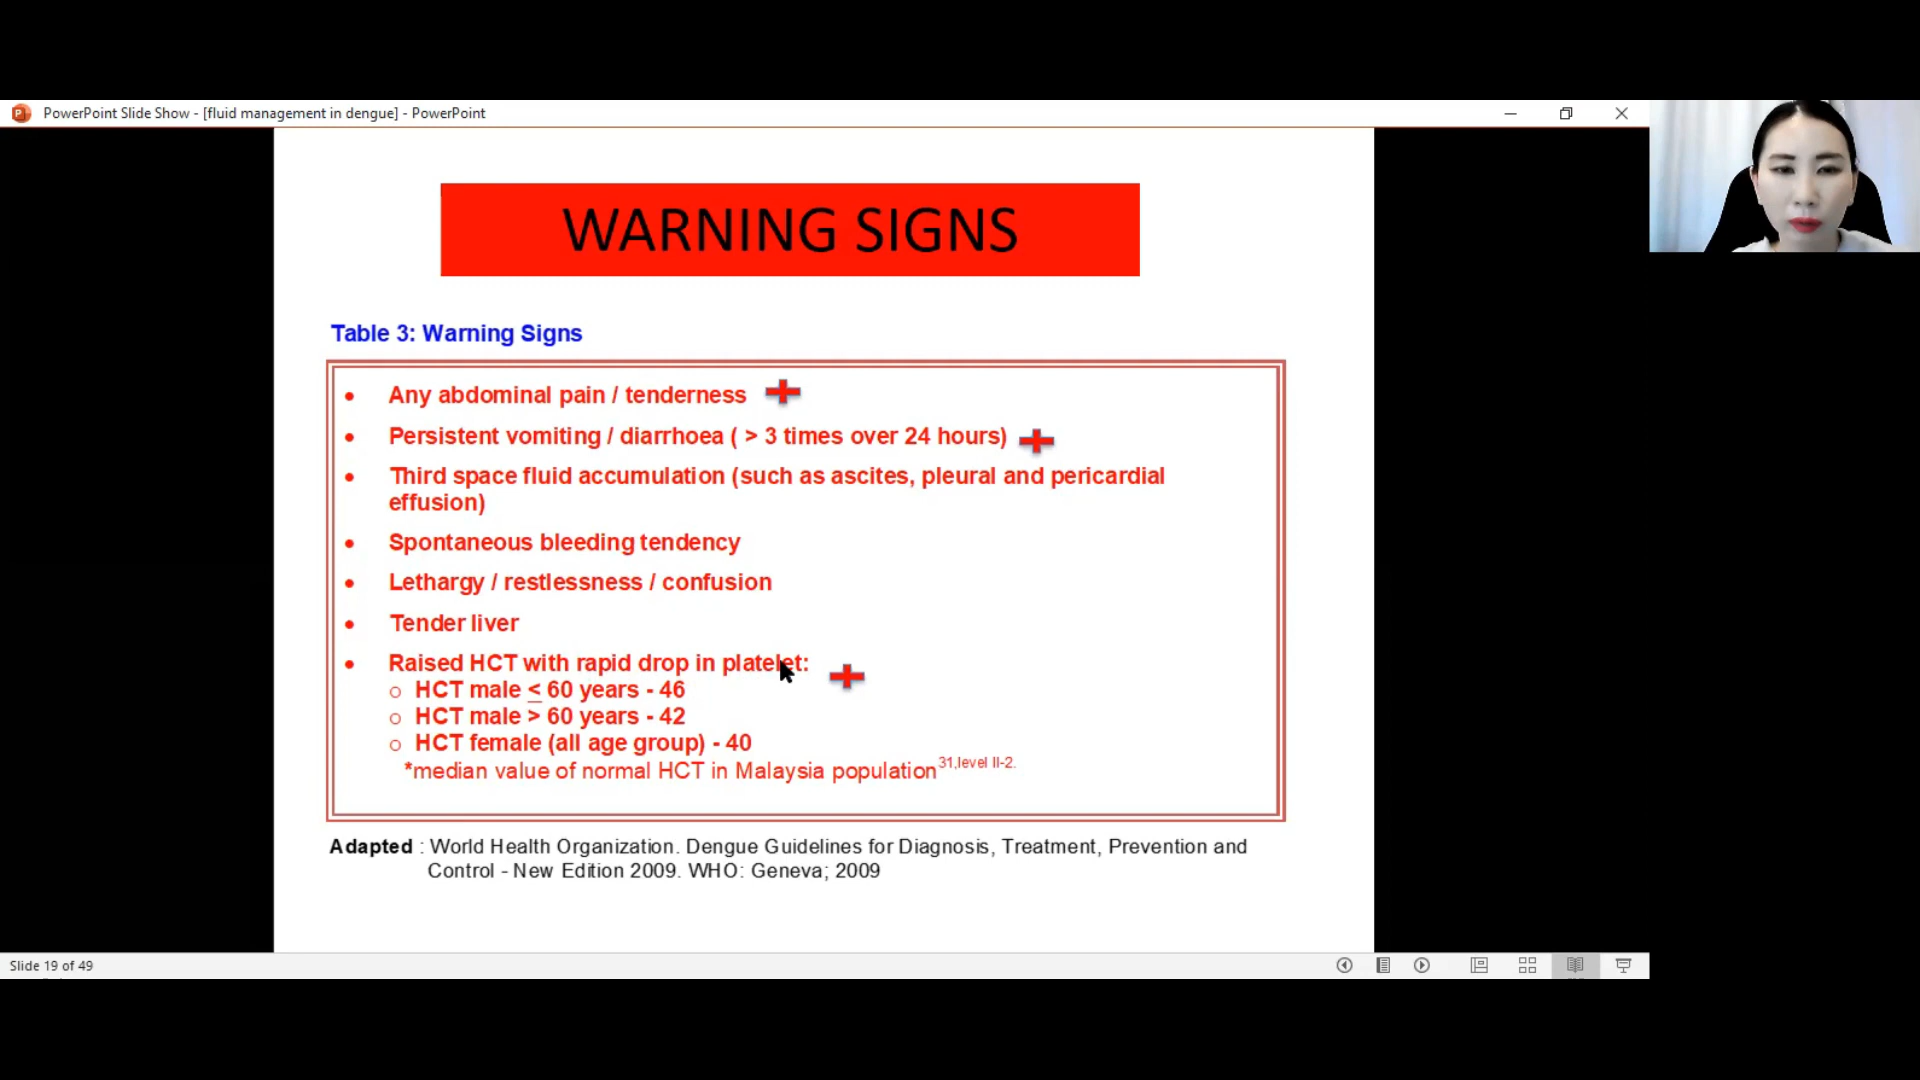 PowerPoint Slide Show - [fluid management in dengue] - PowerPoint
WARNING SIGNS
Table 3: Warning Signs
• Any abdominal pain / tenderness
• Persistent vomiting / diarrhoea ( > 3 times over 24 hours)
• Third space fluid accumulation (such as ascites, pleural and pericardial
effusion)
• Spontaneous bleeding tendency
• Lethargy / restlessness / confusion
• Tender liver
• Raised HCT with rapid drop in platelet:
o HCT male ≤ 60 years - 46
o HCT male > 60 years - 42
o HCT female (all age group) - 40
*median value of normal HCT in Malaysia population31,level II-2.
Adapted : World Health Organization. Dengue Guidelines for Diagnosis, Treatment, Prevention and
Control - New Edition 2009. WHO: Geneva; 2009
Slide 19 of 49